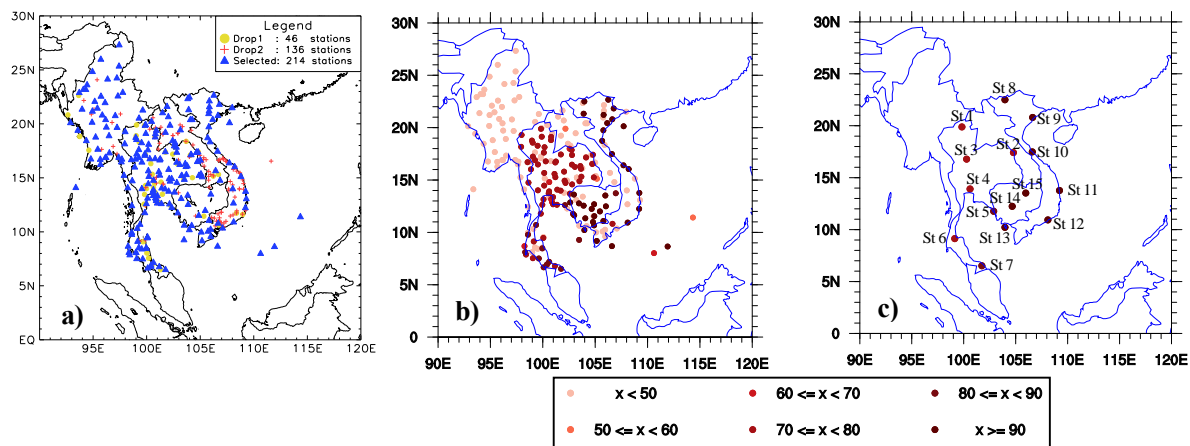 Legend
Drop1 : 46 stations
Drop2 : 136 stations
Selected: 214 stations
30N
25N
20N
15N
10N
5N
EQ
95E 100E 105E 110E 115E 120E
a)
30N
25N
20N
15N
10N
5N
0
90E 95E 100E 105E 110E 115E 120E
b)
30N
25N
20N
15N
10N
5N
0
90E 95E 100E 105E 110E 115E 120E
c)
St 8
St 9
St 1
St 2
St 10
St 3
St 4
St 15
St 11
St 14
St 5
St 12
St 13
St 6
St 7
x < 50 60 <= x < 70 80 <= x < 90
50 <= x < 60 70 <= x < 80 x >= 90